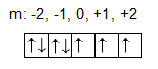 m: -2, -1, 0, +1, +2
↑↓ ↑↓ ↑ ↑ ↑